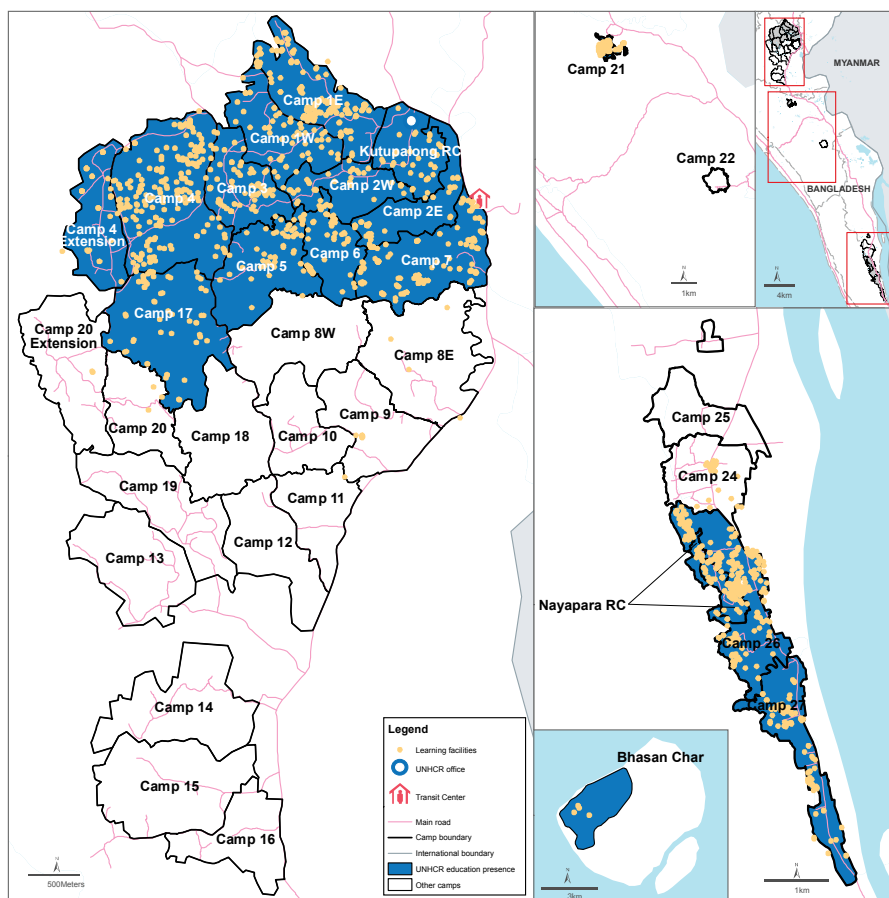 Camp 1E
Camp 1W
Kutupalong RC
Camp 3
Camp 2W
Camp 4
Camp 2E
Camp 4
Extension
Camp 5
Camp 6
Camp 7
Camp 17
Camp 20
Extension
Camp 8W
Camp 8E
Camp 9
Camp 20
Camp 18
Camp 10
Camp 19
Camp 11
Camp 12
Camp 13
Camp 14
Camp 15
Camp 16
N
500Meters
Legend
Learning facilities
UNHCR office
Transit Center
Main road
Camp boundary
International boundary
UNHCR education presence
Other camps
Camp 21
Camp 22
N
1km
MYANMAR
BANGLADESH
N
4km
Camp 25
Camp 24
Nayapara RC
Camp 26
Camp 27
N
1km
Bhasan Char
N
3km